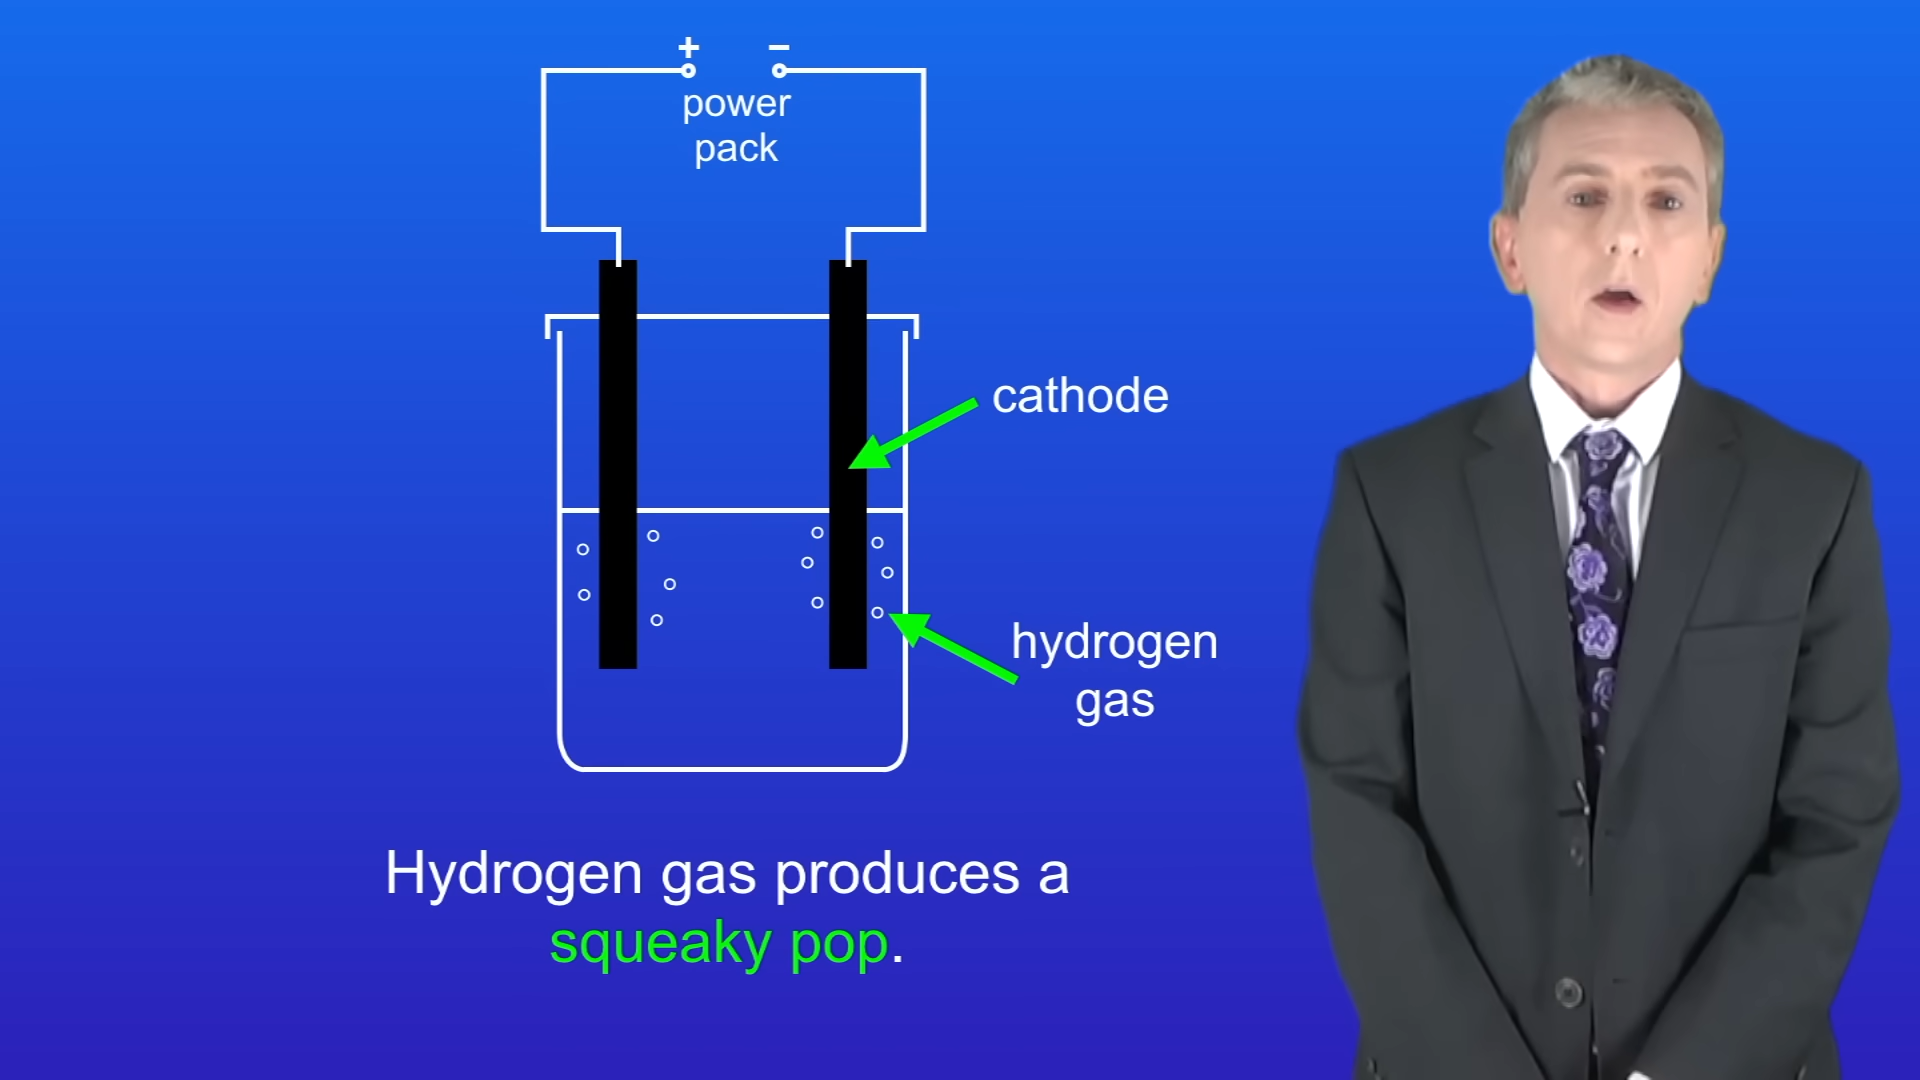 + −
power
pack
cathode
hydrogen
gas
Hydrogen gas produces a
squeaky pop.